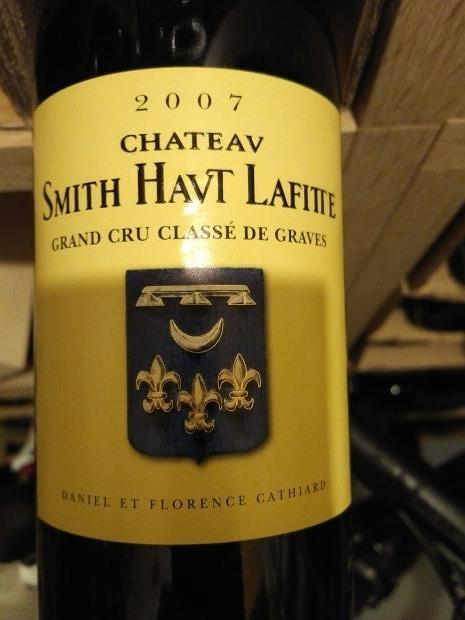 2007
CHATEAV
SMITH HAVT LAFITTE
GRAND CRU CLASSÉ DE GRAVES
DANIEL ET FLORENCE CATHIARD